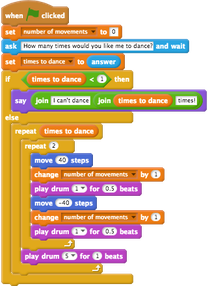 when clicked
set number of movements to 0
ask How many times would you like me to dance? and wait
set times to dance to answer
if times to dance < 1 then
say join I can't dance join times to dance times!
else
repeat times to dance
repeat 2
move 40 steps
change number of movements by 1
play drum 1 for 0.5 beats
move -40 steps
change number of movements by 1
play drum 1 for 0.5 beats
play drum 5 for 1 beats